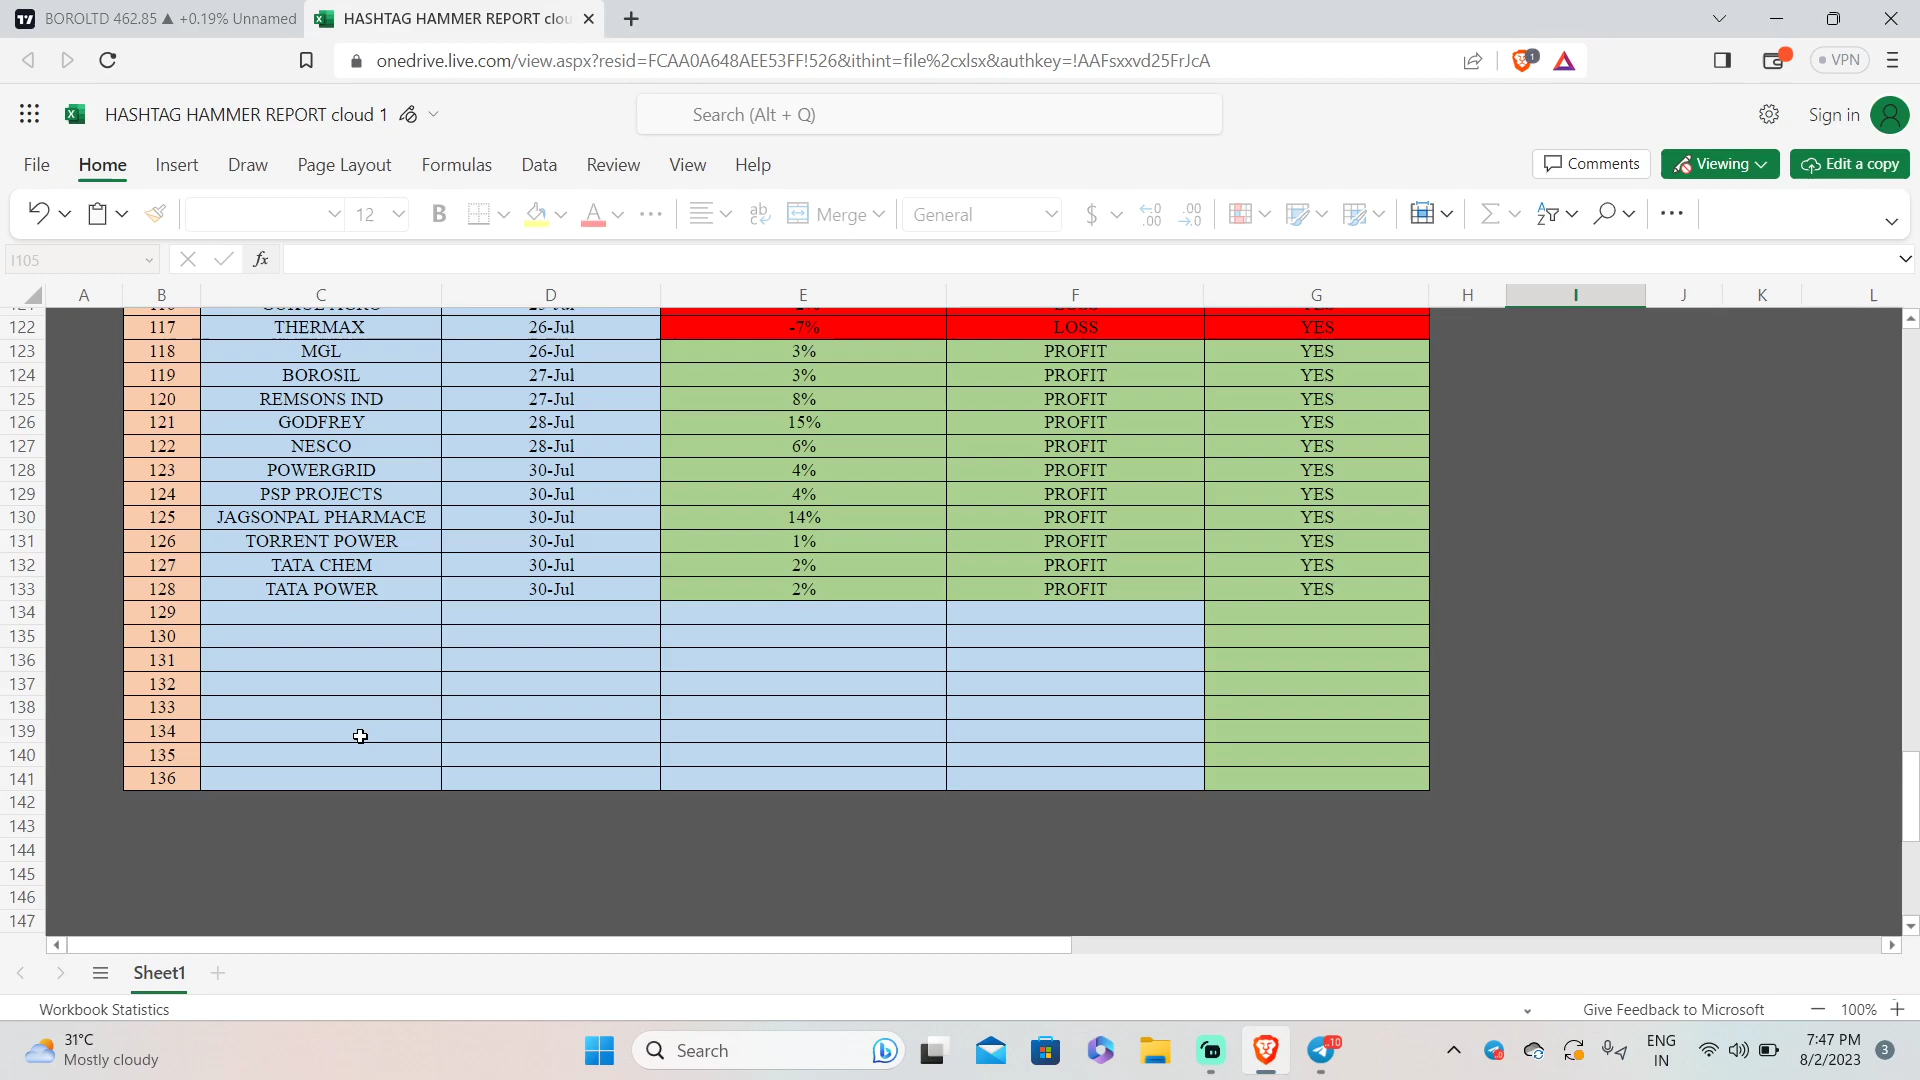 BOROLTD 462.85 ▲ +0.19% Unnamed
HASHTAG HAMMER REPORT clou
onedrive.live.com/view.aspx?resid=FCAA0A648AEE53FF!526&ithint=file%2cxlsx&authkey=!AAFsxxvd25FrJcA
1
VPN
HASHTAG HAMMER REPORT cloud 1
Search (Alt + Q)
Sign in
File Home Insert Draw Page Layout Formulas Data Review View Help
Comments Viewing Edit a copy
12 B A ab Merge General $ .00
I105 fx
A B C D E F G H I J K L
122 117 THERMAX 26-Jul -7% LOSS YES
123 118 MGL 26-Jul 3% PROFIT YES
124 119 BOROSIL 27-Jul 3% PROFIT YES
125 120 REMSONS IND 27-Jul 8% PROFIT YES
126 121 GODFREY 28-Jul 15% PROFIT YES
127 122 NESCO 28-Jul 6% PROFIT YES
128 123 POWERGRID 30-Jul 4% PROFIT YES
129 124 PSP PROJECTS 30-Jul 4% PROFIT YES
130 125 JAGSONPAL PHARMACE 30-Jul 14% PROFIT YES
131 126 TORRENT POWER 30-Jul 1% PROFIT YES
132 127 TATA CHEM 30-Jul 2% PROFIT YES
133 128 TATA POWER 30-Jul 2% PROFIT YES
134 129
135 130
136 131
137 132
138 133
139 134
140 135
141 136
142
143
144
145
146
147
Sheet1
Workbook Statistics Give Feedback to Microsoft 100%
31°C
Mostly cloudy
Search
10
ENG
IN
7:47 PM
8/2/2023
3